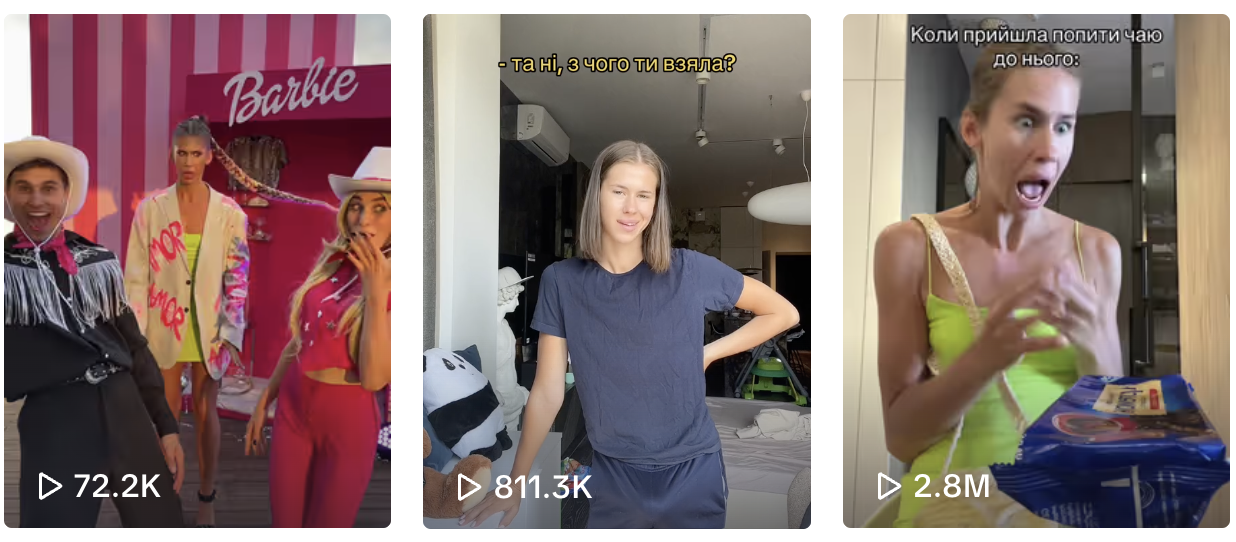 Barbie
AMOR
AMOR
72.2K
- та ні, з чого ти взяла?
811.3K
Коли прийшла попити чаю
до нього:
2.8M